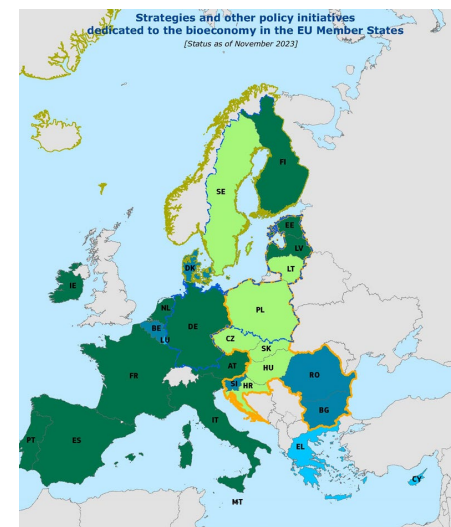 Strategies and other policy initiatives
dedicated to the bioeconomy in the EU Member States
[Status as of November 2023]
FI
SE
EE
LV
DK
LT
IE
NL
PL
BE
DE
LU
CZ
SK
AT
HU
FR
SI
HR
RO
BG
IT
PT
ES
EL
CY
MT